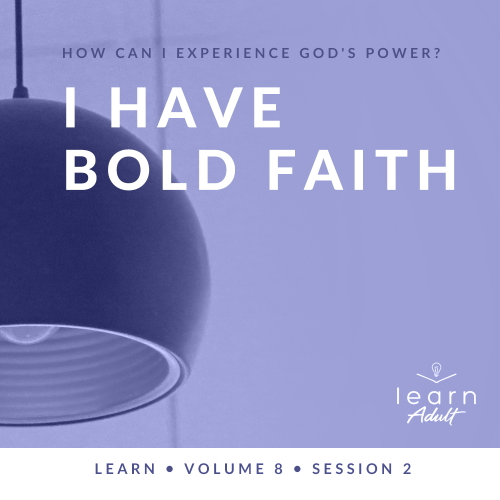 HOW CAN I EXPERIENCE GOD'S POWER?
I HAVE
BOLD FAITH
learn
Adult
LEARN • VOLUME 8 • SESSION 2